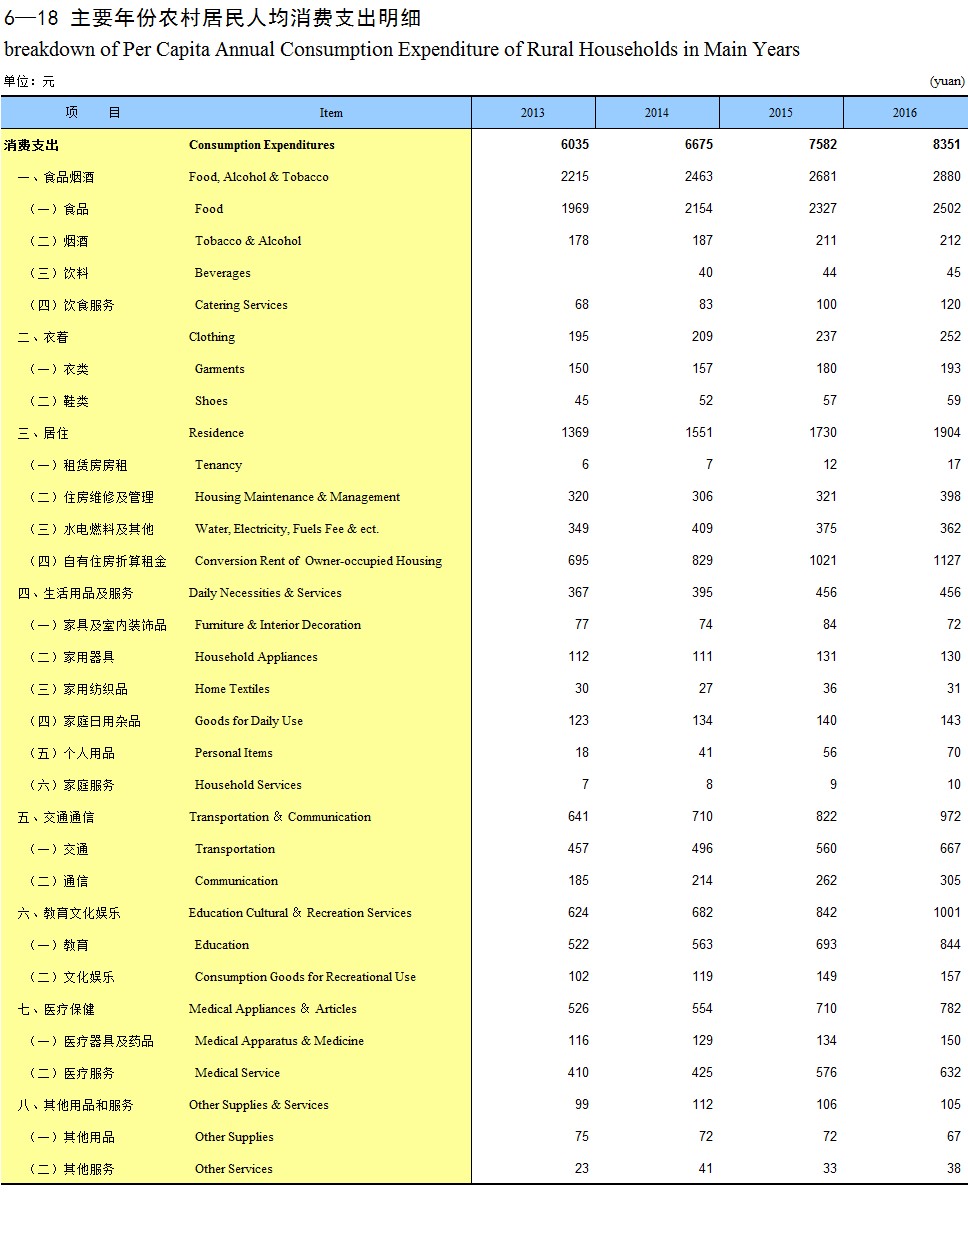 6—18 主要年份农村居民人均消费支出明细
breakdown of Per Capita Annual Consumption Expenditure of Rural Households in Main Years
单位：元 (yuan)
项 目 Item 2013 2014 2015 2016
消费支出 Consumption Expenditures 6035 6675 7582 8351
一、食品烟酒 Food, Alcohol & Tobacco 2215 2463 2681 2880
（一）食品 Food 1969 2154 2327 2502
（二）烟酒 Tobacco & Alcohol 178 187 211 212
（三）饮料 Beverages 40 44 45
（四）饮食服务 Catering Services 68 83 100 120
二、衣着 Clothing 195 209 237 252
（一）衣类 Garments 150 157 180 193
（二）鞋类 Shoes 45 52 57 59
三、居住 Residence 1369 1551 1730 1904
（一）租赁房房租 Tenancy 6 7 12 17
（二）住房维修及管理 Housing Maintenance & Management 320 306 321 398
（三）水电燃料及其他 Water, Electricity, Fuels Fee & ect. 349 409 375 362
（四）自有住房折算租金 Conversion Rent of Owner-occupied Housing 695 829 1021 1127
四、生活用品及服务 Daily Necessities & Services 367 395 456 456
（一）家具及室内装饰品 Furniture & Interior Decoration 77 74 84 72
（二）家用器具 Household Appliances 112 111 131 130
（三）家用纺织品 Home Textiles 30 27 36 31
（四）家庭日用杂品 Goods for Daily Use 123 134 140 143
（五）个人用品 Personal Items 18 41 56 70
（六）家庭服务 Household Services 7 8 9 10
五、交通通信 Transportation & Communication 641 710 822 972
（一）交通 Transportation 457 496 560 667
（二）通信 Communication 185 214 262 305
六、教育文化娱乐 Education Cultural & Recreation Services 624 682 842 1001
（一）教育 Education 522 563 693 844
（二）文化娱乐 Consumption Goods for Recreational Use 102 119 149 157
七、医疗保健 Medical Appliances & Articles 526 554 710 782
（一）医疗器具及药品 Medical Apparatus & Medicine 116 129 134 150
（二）医疗服务 Medical Service 410 425 576 632
八、其他用品和服务 Other Supplies & Services 99 112 106 105
（一）其他用品 Other Supplies 75 72 72 67
（二）其他服务 Other Services 23 41 33 38